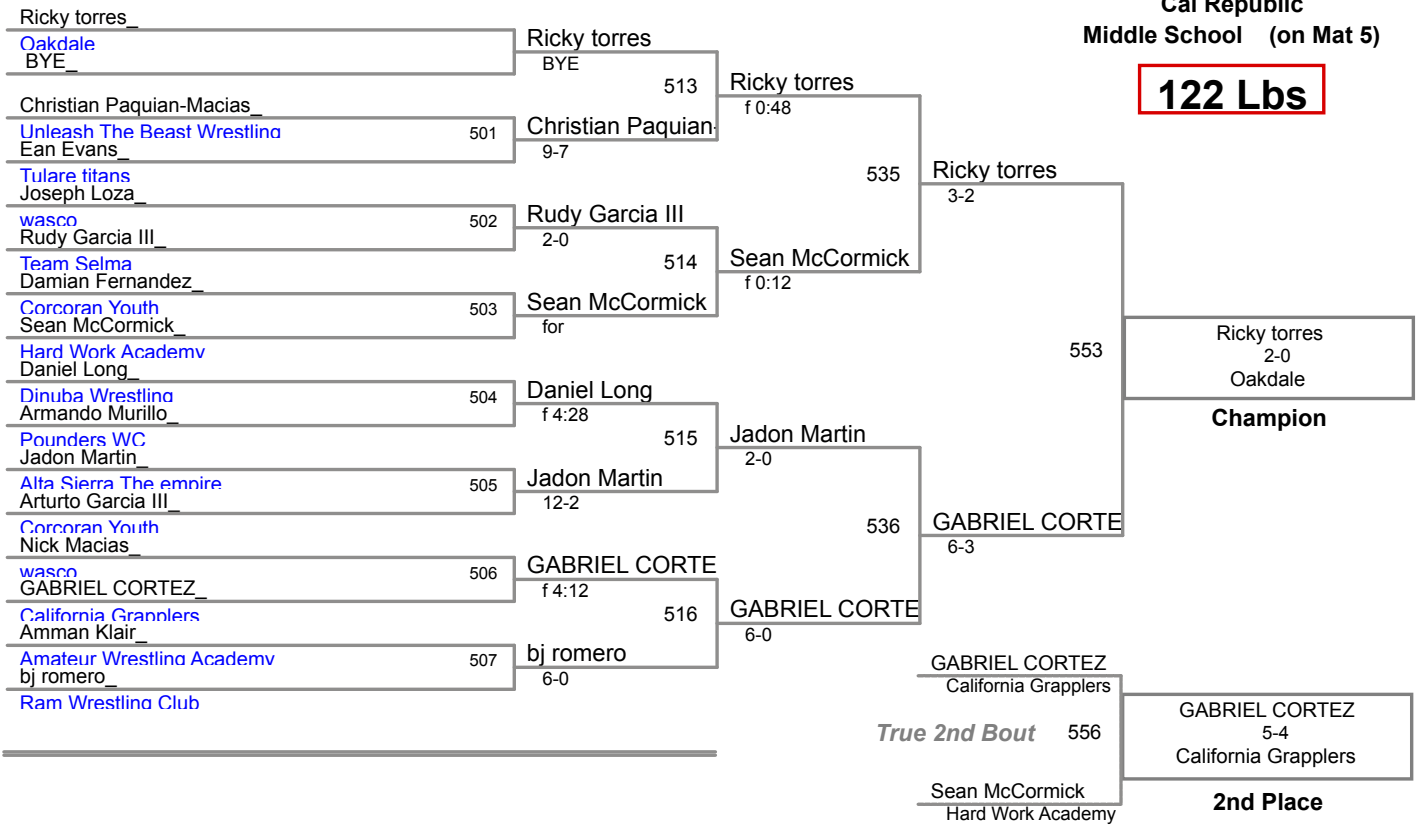 Cal Republic
Middle School (on Mat 5)
122 Lbs
Ricky torres_
Oakdale
BYE_
Christian Paquian-Macias_
Unleash The Beast Wrestling
Ean Evans_
Tulare titans
Joseph Loza_
wasco
Rudy Garcia III_
Team Selma
Damian Fernandez_
Corcoran Youth
Sean McCormick_
Hard Work Academy
Daniel Long_
Dinuba Wrestling
Armando Murillo_
Pounders WC
Jadon Martin_
Alta Sierra The empire
Arturto Garcia III_
Corcoran Youth
Nick Macias_
wasco
GABRIEL CORTEZ_
California Grapplers
Amman Klair_
Amateur Wrestling Academy
bj romero_
Ram Wrestling Club
501
502
503
504
505
506
507
Ricky torres
BYE
Christian Paquian-
9-7
Rudy Garcia III
2-0
Sean McCormick
for
Daniel Long
f 4:28
Jadon Martin
12-2
GABRIEL CORTE
f 4:12
bj romero
6-0
513
514
515
516
Ricky torres
f 0:48
Sean McCormick
f 0:12
Jadon Martin
2-0
GABRIEL CORTE
6-0
535
536
Ricky torres
3-2
GABRIEL CORTE
6-3
553
Ricky torres
2-0
Oakdale
Champion
GABRIEL CORTEZ
California Grapplers
True 2nd Bout 556
Sean McCormick
Hard Work Academy
GABRIEL CORTEZ
5-4
California Grapplers
2nd Place